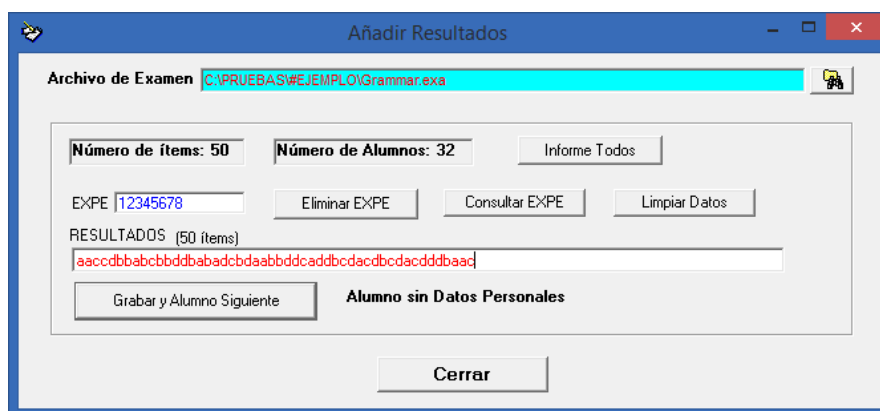 Añadir Resultados
Archivo de Examen C:\PRUEBAS\#EJEMPLO\Grammar.exa
Número de ítems: 50 Número de Alumnos: 32 Informe Todos
EXPE 12345678 Eliminar EXPE Consultar EXPE Limpiar Datos
RESULTADOS (50 ítems)
aaccdbbabcbbddbabadcbdaabbddcaddbcdacdbcdacdddbaac
Grabar y Alumno Siguiente Alumno sin Datos Personales
Cerrar